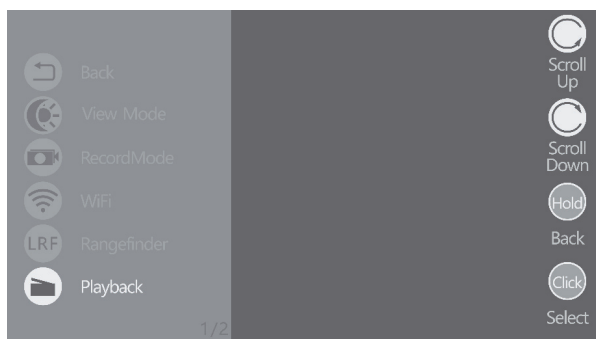 Back
View Mode
RecordMode
WiFi
LRF Rangefinder
Playback
1/2
Scroll
Up
Scroll
Down
Hold
Back
Click
Select